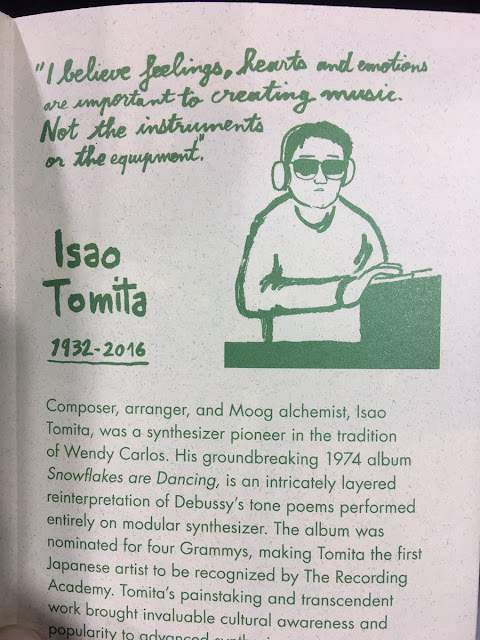 "I believe feelings, hearts and emotions
are important to creating music.
Not the instruments
or the equipment."
Isao
Tomita
1932-2016
Composer, arranger, and Moog alchemist, Isao
Tomita, was a synthesizer pioneer in the tradition
of Wendy Carlos. His groundbreaking 1974 album
Snowflakes are Dancing, is an intricately layered
reinterpretation of Debussy's tone poems performed
entirely on modular synthesizer. The album was
nominated for four Grammys, making Tomita the first
Japanese artist to be recognized by The Recording
Academy. Tomita's painstaking and transcendent
work brought invaluable cultural awareness and
popularity to advanced